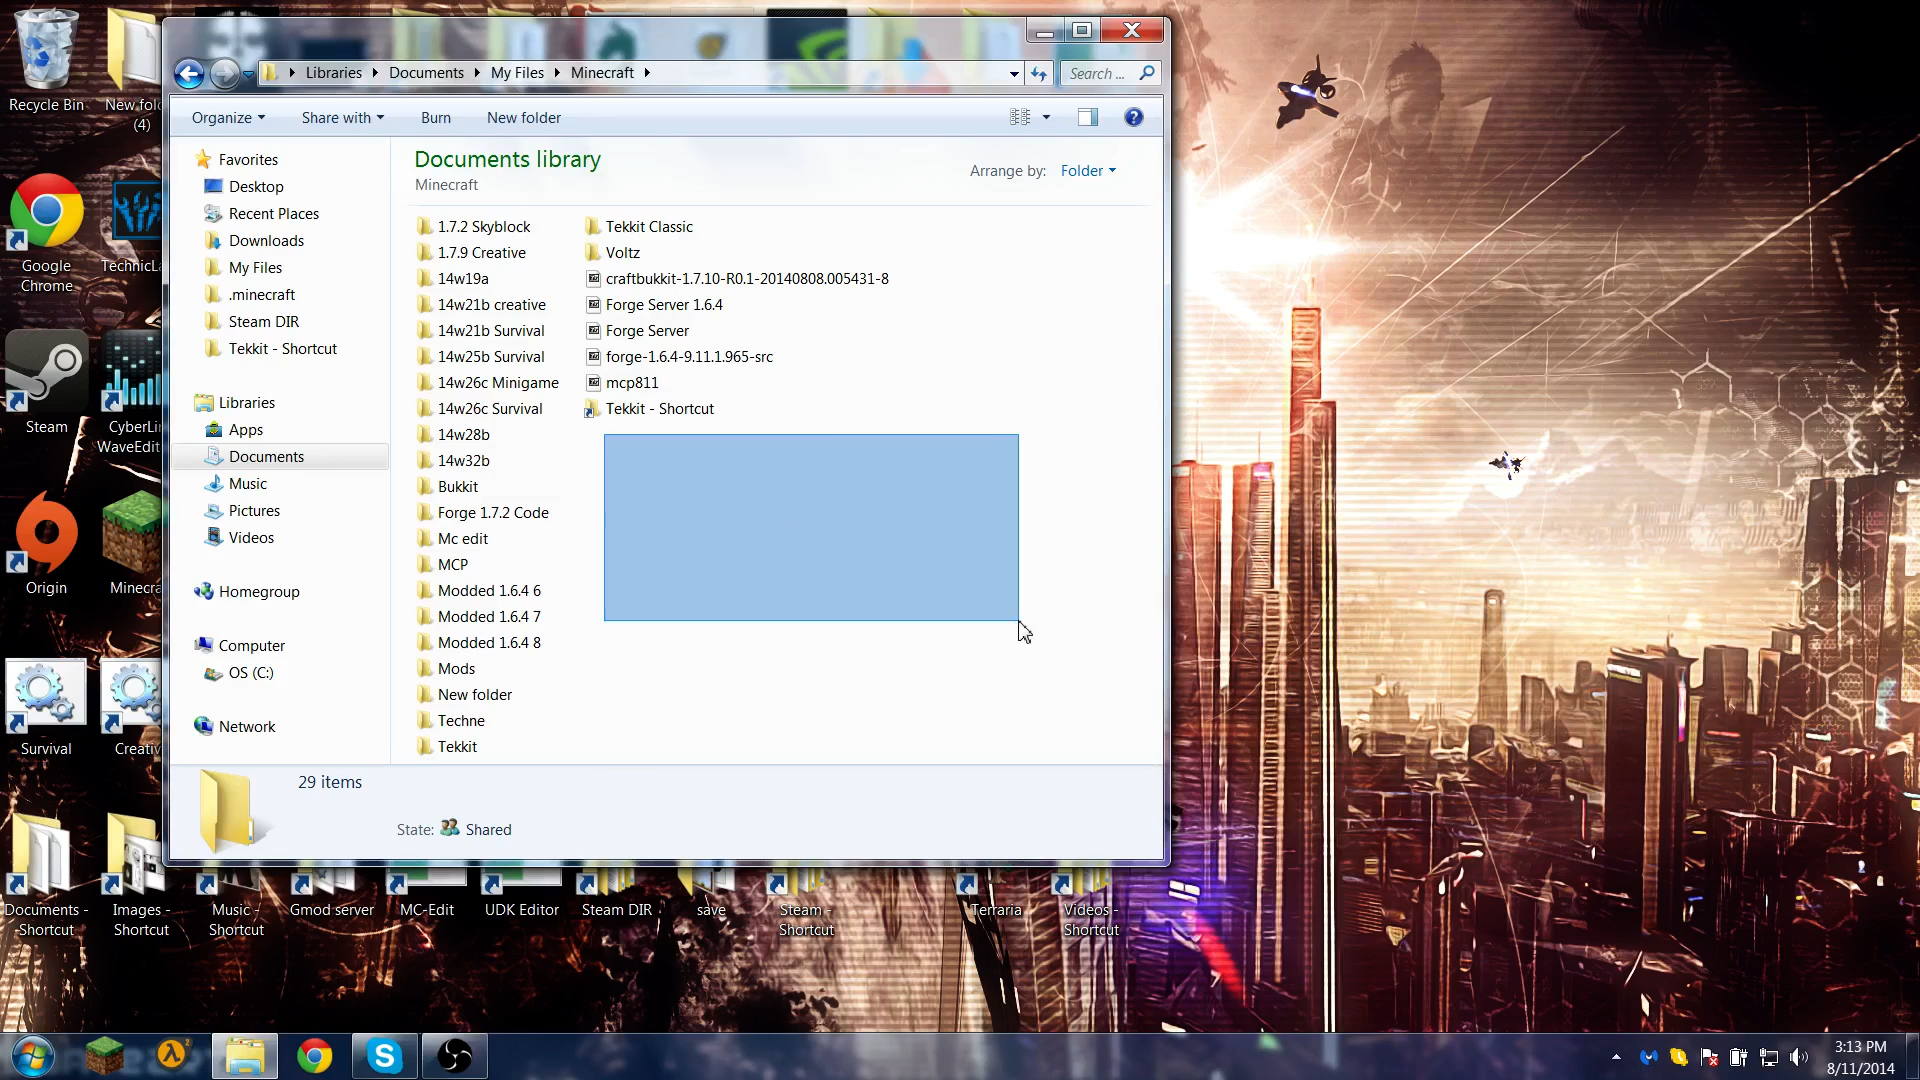 Recycle Bin
New fol
(4)
Google
Chrome
Steam
WaveEdit
Origin
Survival
Documents -
Shortcut
Images -
Shortcut
Music -
Shortcut
Gmod server
MC-Edit
UDK Editor
Steam DIR
save
Steam -
Shortcut
Terraria
Videos -
Shortcut
Libraries
Documents
My Files
Minecraft
Search ...
Organize
Share with
Burn
New folder
Favorites
Desktop
Recent Places
Downloads
My Files
.minecraft
Steam DIR
Tekkit - Shortcut
Libraries
Apps
Documents
Music
Pictures
Videos
Homegroup
Computer
OS (C:)
Network
Documents library
Minecraft
Arrange by: Folder
1.7.2 Skyblock
1.7.9 Creative
14w19a
14w21b creative
14w21b Survival
14w25b Survival
14w26c Minigame
14w26c Survival
14w28b
14w32b
Bukkit
Forge 1.7.2 Code
Mc edit
MCP
Modded 1.6.4 6
Modded 1.6.4 7
Modded 1.6.4 8
Mods
New folder
Techne
Tekkit
Tekkit Classic
Voltz
craftbukkit-1.7.10-R0.1-20140808.005431-8
Forge Server 1.6.4
Forge Server
forge-1.6.4-9.11.1.965-src
mcp811
Tekkit - Shortcut
29 items
State: Shared
3:13 PM
8/11/2014